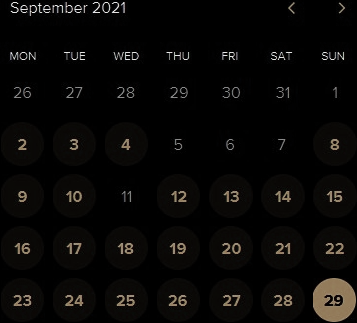 September 2021
MON TUE WED THU FRI SAT SUN
26 27 28 29 30 31 1
2 3 4 5 6 7 8
9 10 11 12 13 14 15
16 17 18 19 20 21 22
23 24 25 26 27 28 29